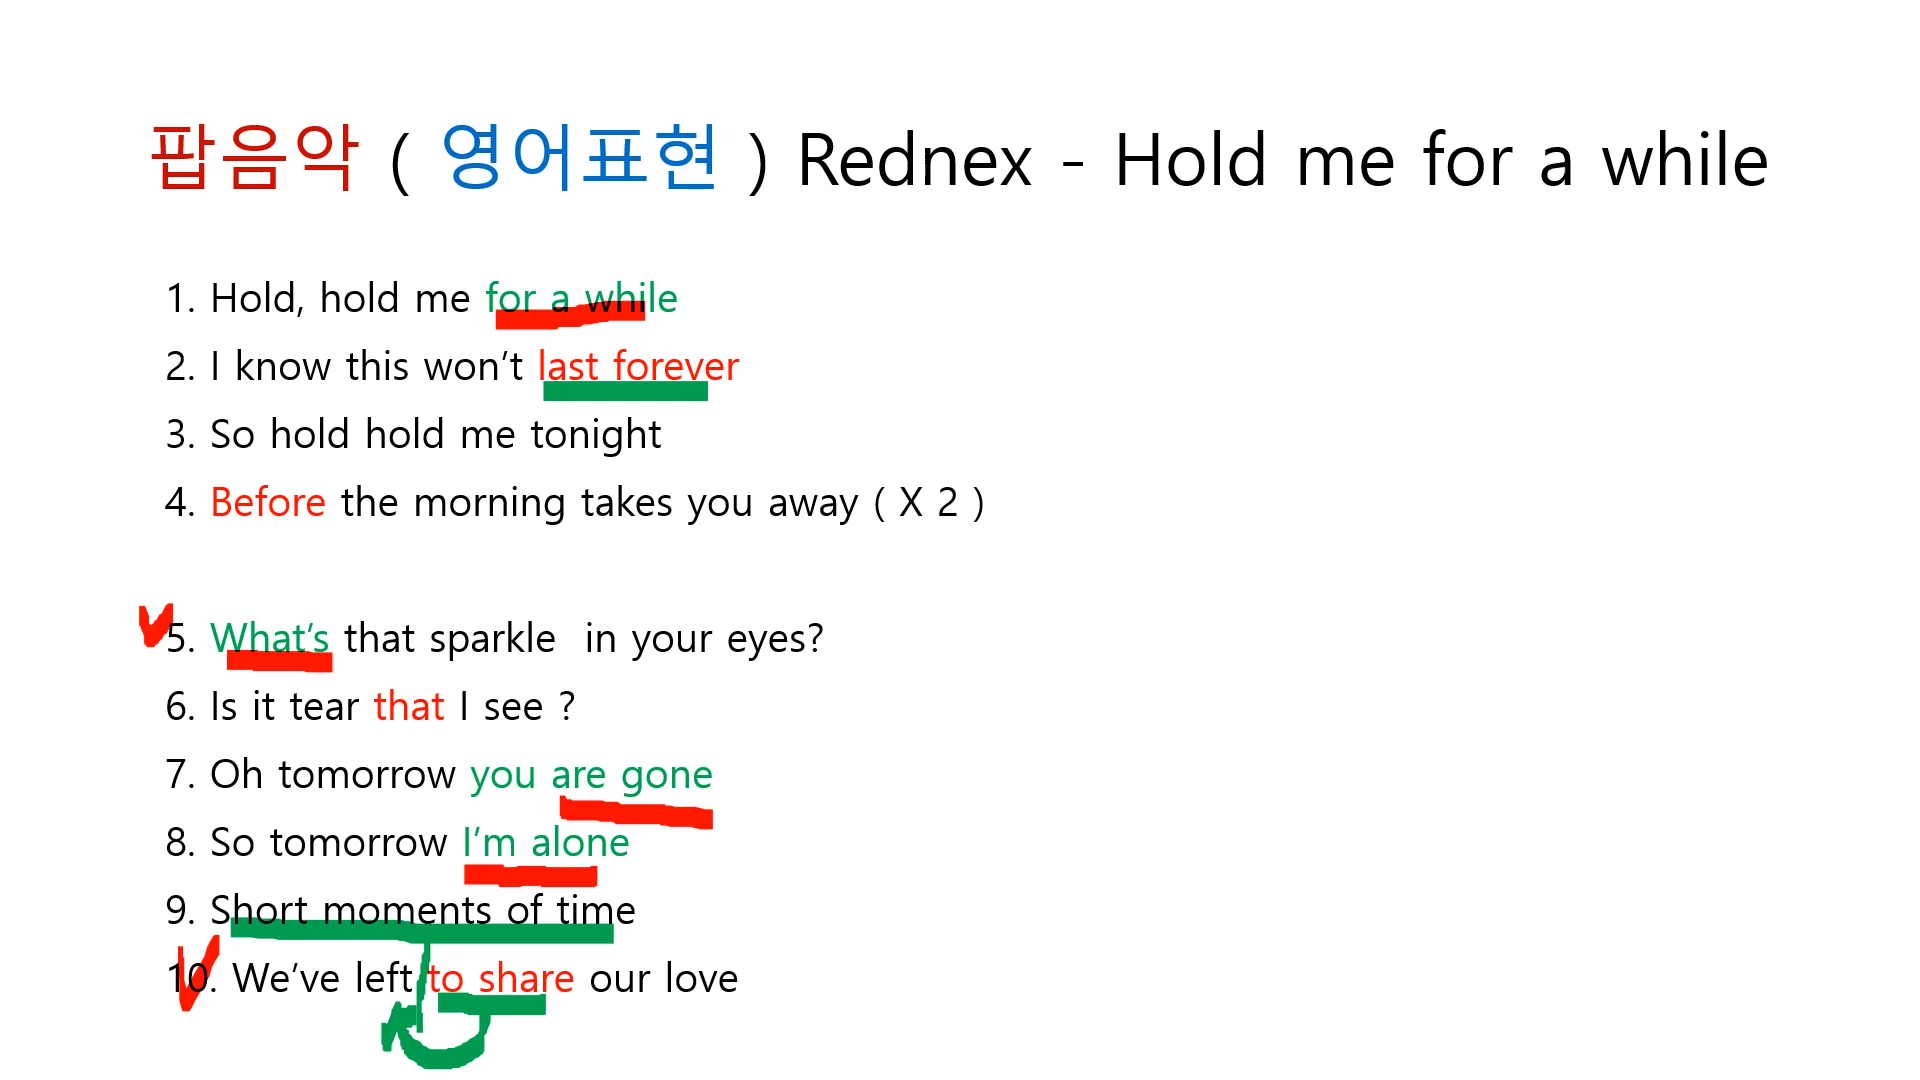 팝음악 ( 영어표현 ) Rednex - Hold me for a while
1. Hold, hold me for a while
2. I know this won’t last forever
3. So hold hold me tonight
4. Before the morning takes you away ( X 2 )
5. What’s that sparkle  in your eyes?
6. Is it tear that I see ?
7. Oh tomorrow you are gone
8. So tomorrow I’m alone
9. Short moments of time
10. We’ve left to share our love